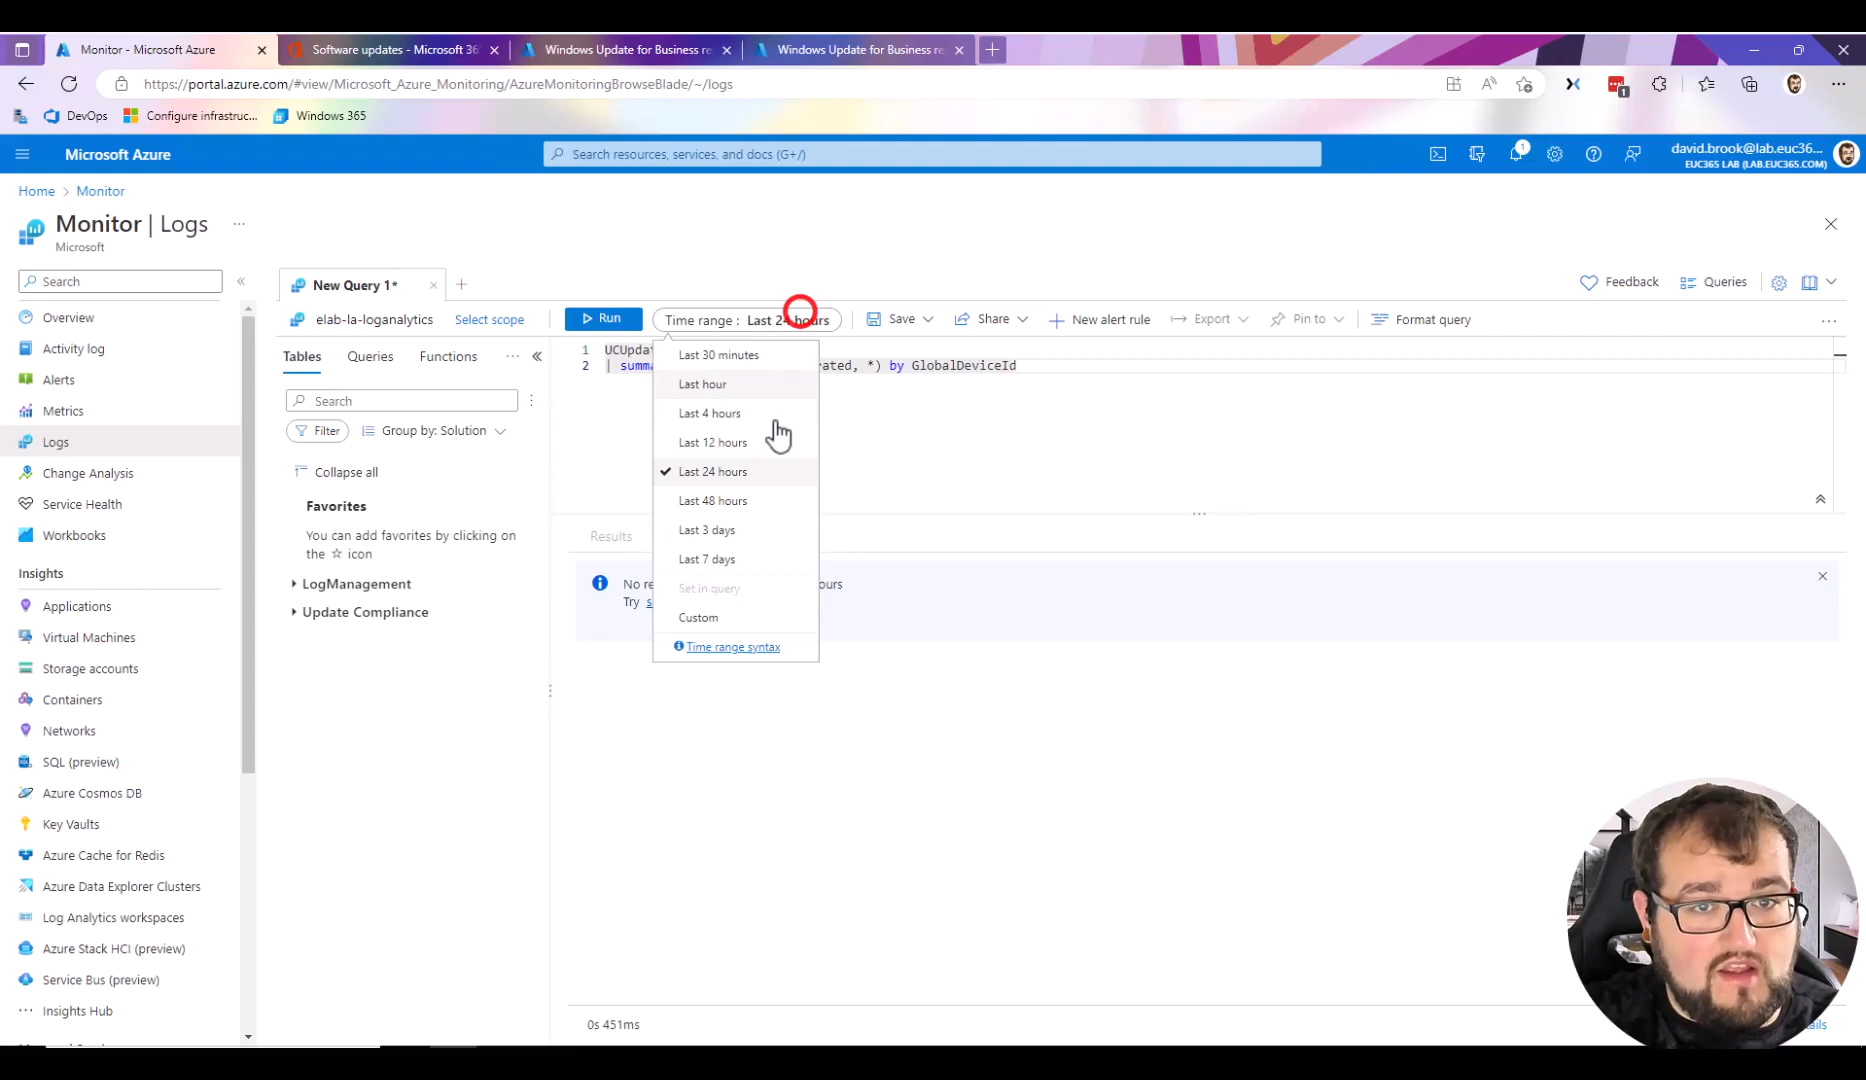 Monitor - Microsoft Azure
Software updates - Microsoft 36
Windows Update for Business re
Windows Update for Business re
https://portal.azure.com/#view/Microsoft_Azure_Monitoring/AzureMonitoringBrowseBlade/~/logs
1
DevOps
Configure infrastruc...
Windows 365
Microsoft Azure
Search resources, services, and docs (G+/)
1
david.brook@lab.euc36...
EUC365 LAB (LAB.EUC365.COM)
Home > Monitor
Monitor | Logs
Microsoft
Search
Overview
Activity log
Alerts
Metrics
Logs
Change Analysis
Service Health
Workbooks
Insights
Applications
Virtual Machines
Storage accounts
Containers
Networks
SQL (preview)
Azure Cosmos DB
Key Vaults
Azure Cache for Redis
Azure Data Explorer Clusters
Log Analytics workspaces
Azure Stack HCI (preview)
Service Bus (preview)
Insights Hub
New Query 1*
Feedback
Queries
elab-la-loganalytics
Select scope
Run
Time range : Last 24 hours
Save
Share
New alert rule
Export
Pin to
Format query
Tables
Queries
Functions
Search
Filter
Group by: Solution
Collapse all
Favorites
You can add favorites by clicking on
the ☆ icon
LogManagement
Update Compliance
1 UCUpda
2 | summa rated, *) by GlobalDeviceId
Last 30 minutes
Last hour
Last 4 hours
Last 12 hours
Last 24 hours
Last 48 hours
Last 3 days
Last 7 days
Set in query
Custom
Time range syntax
Results
No re ours
Try s
0s 451ms